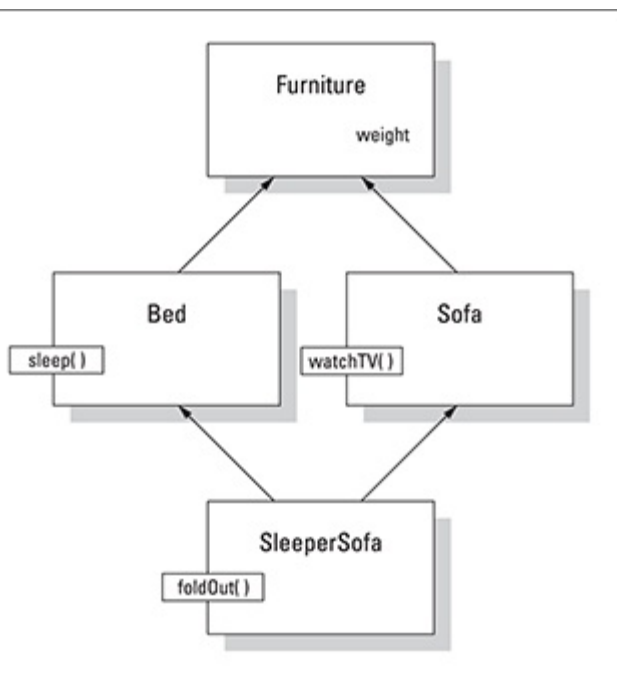 Furniture
weight
Bed
Sofa
sleep( )
watchTV( )
SleeperSofa
foldOut( )